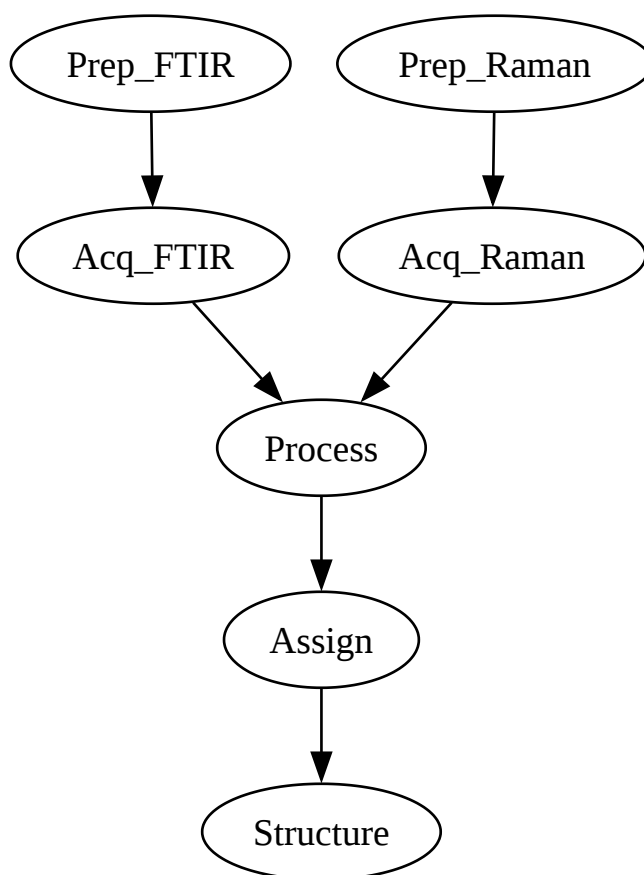 Prep_FTIR
Prep_Raman
Acq_FTIR
Acq_Raman
Process
Assign
Structure